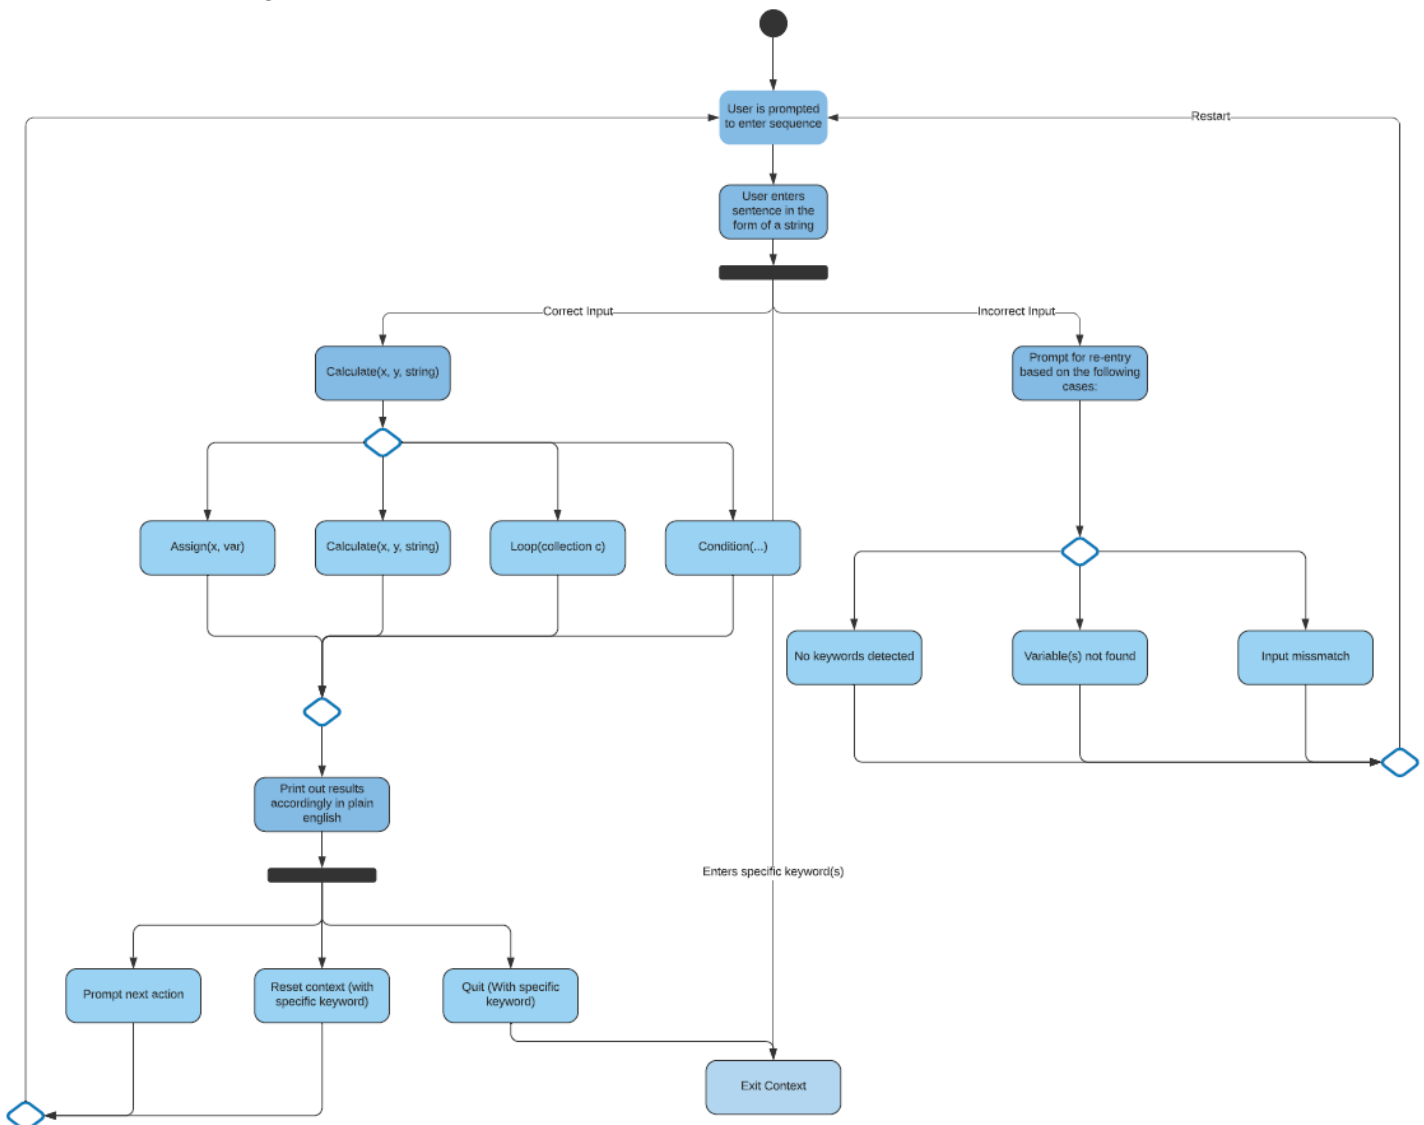 User is prompted
to enter sequence
Restart
User enters
sentence in the
form of a string
Correct Input
Incorrect Input
Calculate(x, y, string)
Prompt for re-entry
based on the following
cases:
Assign(x, var)
Calculate(x, y, string)
Loop(collection c)
Condition(...)
No keywords detected
Variable(s) not found
Input missmatch
Print out results
accordingly in plain
english
Enters specific keyword(s)
Prompt next action
Reset context (with
specific keyword)
Quit (With specific
keyword)
Exit Context